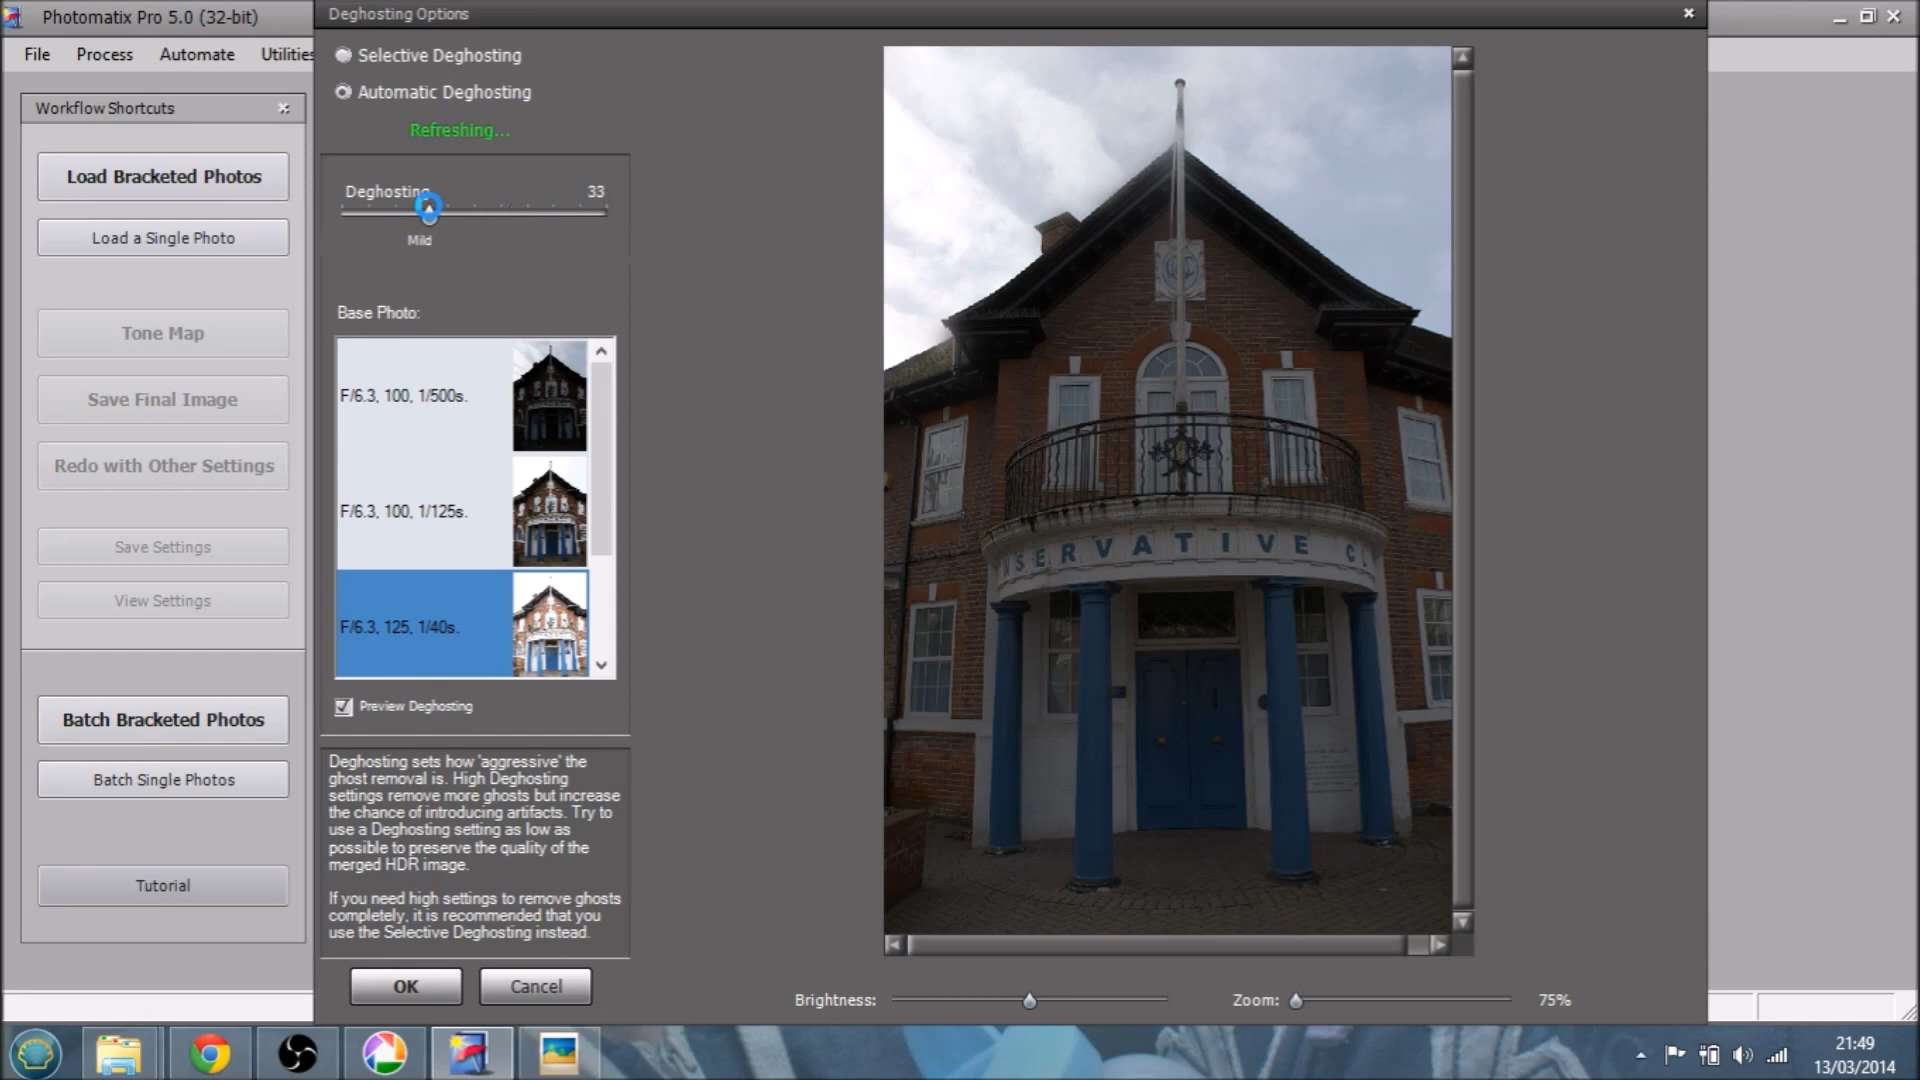 Photomatix Pro 5.0 (32-bit)
File Process Automate Utilities
Workflow Shortcuts
Load Bracketed Photos
Load a Single Photo
Tone Map
Save Final Image
Redo with Other Settings
Save Settings
View Settings
Batch Bracketed Photos
Batch Single Photos
Tutorial
Deghosting Options
Selective Deghosting
Automatic Deghosting
Refreshing...
Deghosting 33
Mild
Base Photo:
F/6.3, 100, 1/500s.
F/6.3, 100, 1/125s.
F/6.3, 125, 1/40s.
Preview Deghosting
Deghosting sets how 'aggressive' the
ghost removal is. High Deghosting
settings remove more ghosts but increase
the chance of introducing artifacts. Try to
use a Deghosting setting as low as
possible to preserve the quality of the
merged HDR image.
If you need high settings to remove ghosts
completely, it is recommended that you
use the Selective Deghosting instead.
OK Cancel
NSERVATIVE CL
Brightness: Zoom: 75%
21:49
13/03/2014